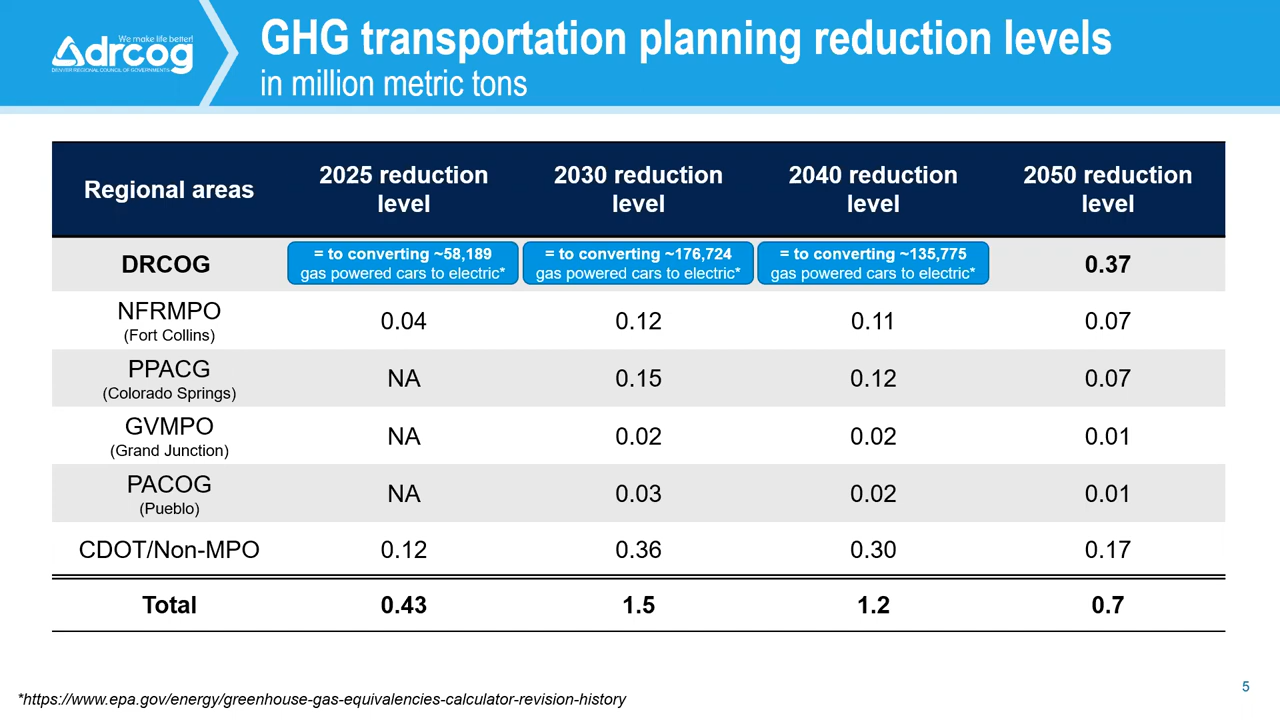 We make life better!
drcog
DENVER REGIONAL COUNCIL OF GOVERNMENTS
GHG transportation planning reduction levels
in million metric tons
Regional areas
2025 reduction
level
2030 reduction
level
2040 reduction
level
2050 reduction
level
DRCOG
= to converting ~58,189
gas powered cars to electric*
= to converting ~176,724
gas powered cars to electric*
= to converting ~135,775
gas powered cars to electric*
0.37
NFRMPO
(Fort Collins)
0.04
0.12
0.11
0.07
PPACG
(Colorado Springs)
NA
0.15
0.12
0.07
GVMPO
(Grand Junction)
NA
0.02
0.02
0.01
PACOG
(Pueblo)
NA
0.03
0.02
0.01
CDOT/Non-MPO
0.12
0.36
0.30
0.17
Total
0.43
1.5
1.2
0.7
*https://www.epa.gov/energy/greenhouse-gas-equivalencies-calculator-revision-history
5